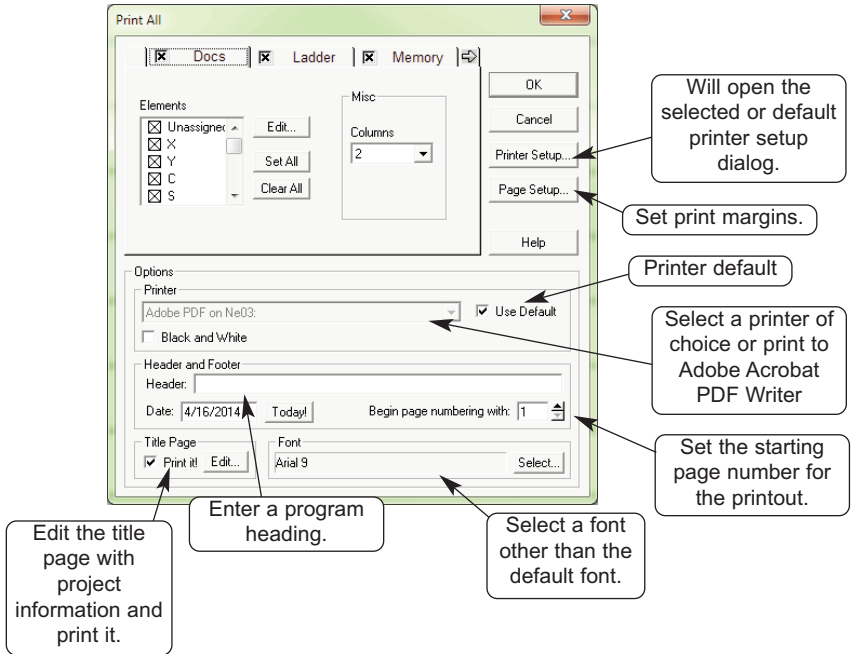 Print All
Docs
Ladder
Memory
Elements
Unassigned
X
Y
C
S
Edit...
Set All
Clear All
Misc
Columns
2
OK
Cancel
Printer Setup...
Page Setup...
Help
Will open the
selected or default
printer setup
dialog.
Set print margins.
Printer default
Options
Printer
Adobe PDF on Ne03:
Use Default
Black and White
Select a printer of
choice or print to
Adobe Acrobat
PDF Writer
Header and Footer
Header:
Date: 4/16/2014 Today! Begin page numbering with: 1
Title Page
Print it! Edit...
Font
Arial 9
Select...
Set the starting
page number for
the printout.
Enter a program
heading.
Select a font
other than the
default font.
Edit the title
page with
project
information and
print it.